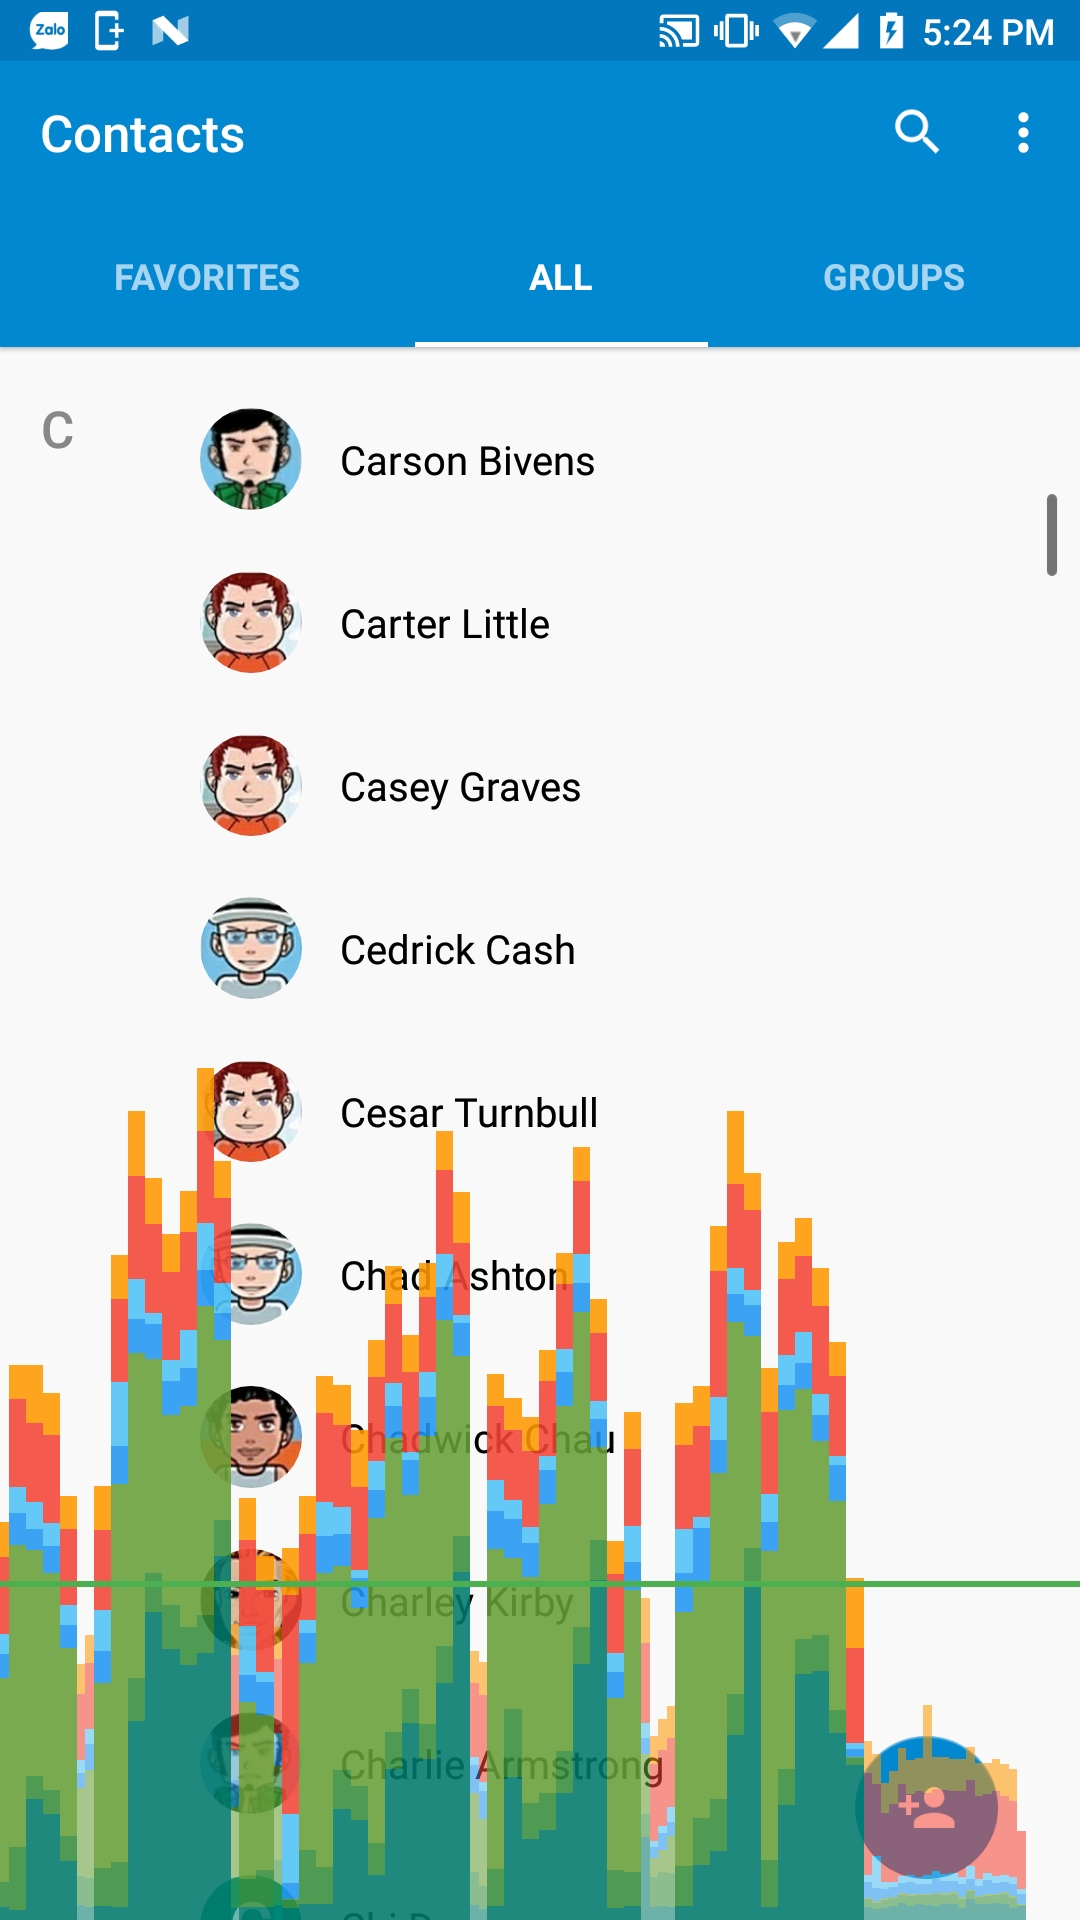 Zalo 5:24 PM
Contacts
FAVORITES ALL GROUPS
C
Carson Bivens
Carter Little
Casey Graves
Cedrick Cash
Cesar Turnbull
Chad Ashton
Chadwick Chau
Charley Kirby
Charlie Armstrong